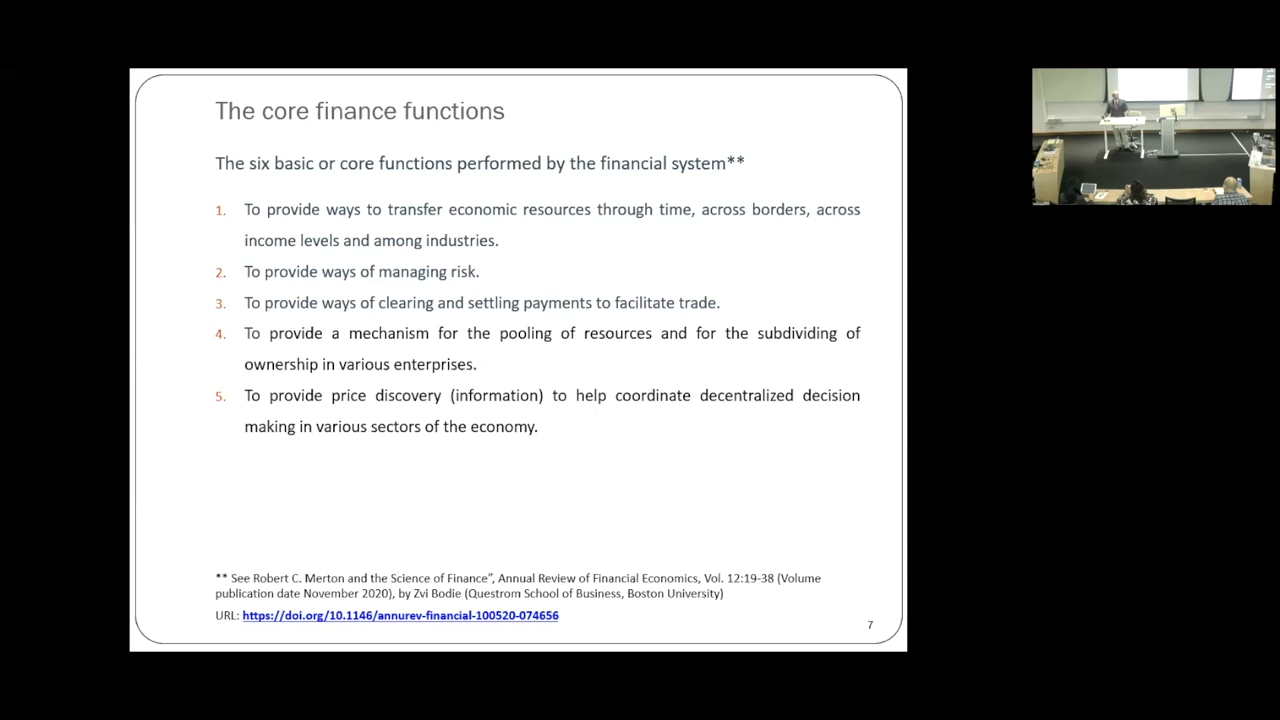 The core finance functions
The six basic or core functions performed by the financial system**
1. To provide ways to transfer economic resources through time, across borders, across
income levels and among industries.
2. To provide ways of managing risk.
3. To provide ways of clearing and settling payments to facilitate trade.
4. To provide a mechanism for the pooling of resources and for the subdividing of
ownership in various enterprises.
5. To provide price discovery (information) to help coordinate decentralized decision
making in various sectors of the economy.
** See Robert C. Merton and the Science of Finance”, Annual Review of Financial Economics, Vol. 12:19-38 (Volume
publication date November 2020), by Zvi Bodie (Questrom School of Business, Boston University)
URL: https://doi.org/10.1146/annurev-financial-100520-074656
7